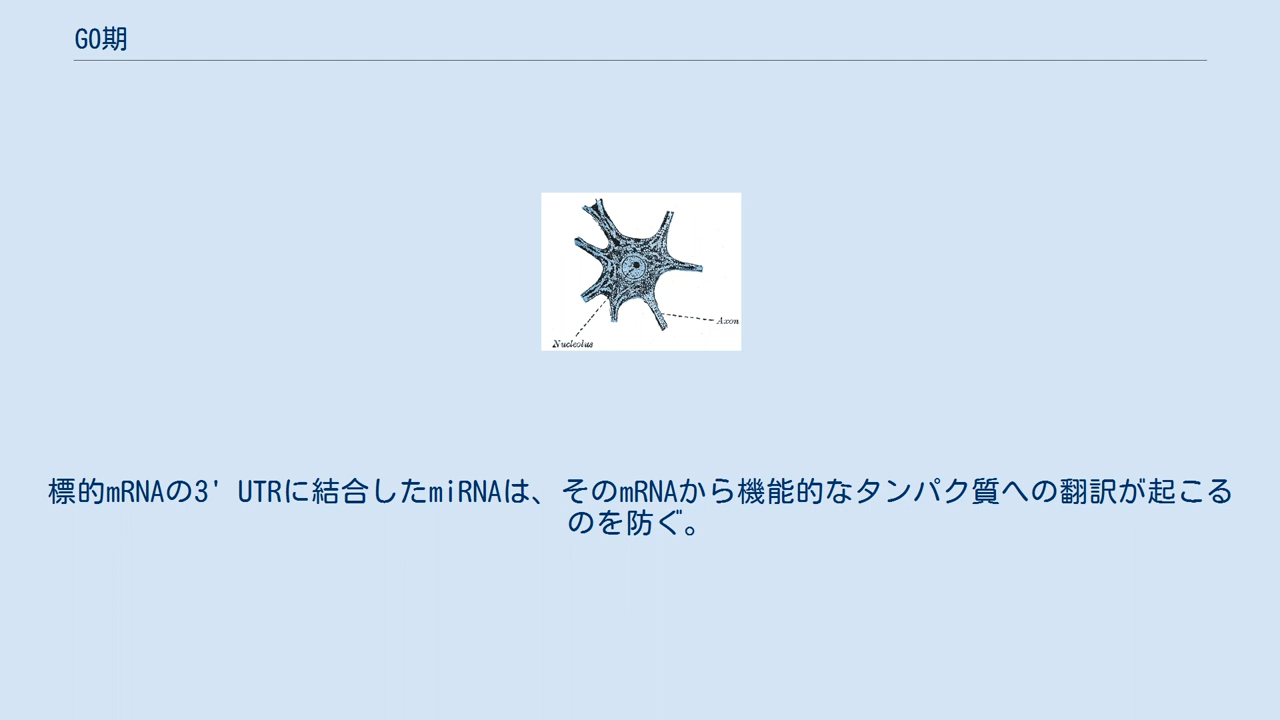 G0期
Axon
Nucleolus
標的mRNAの3' UTRに結合したmiRNAは、そのmRNAから機能的なタンパク質への翻訳が起こる
のを防ぐ。